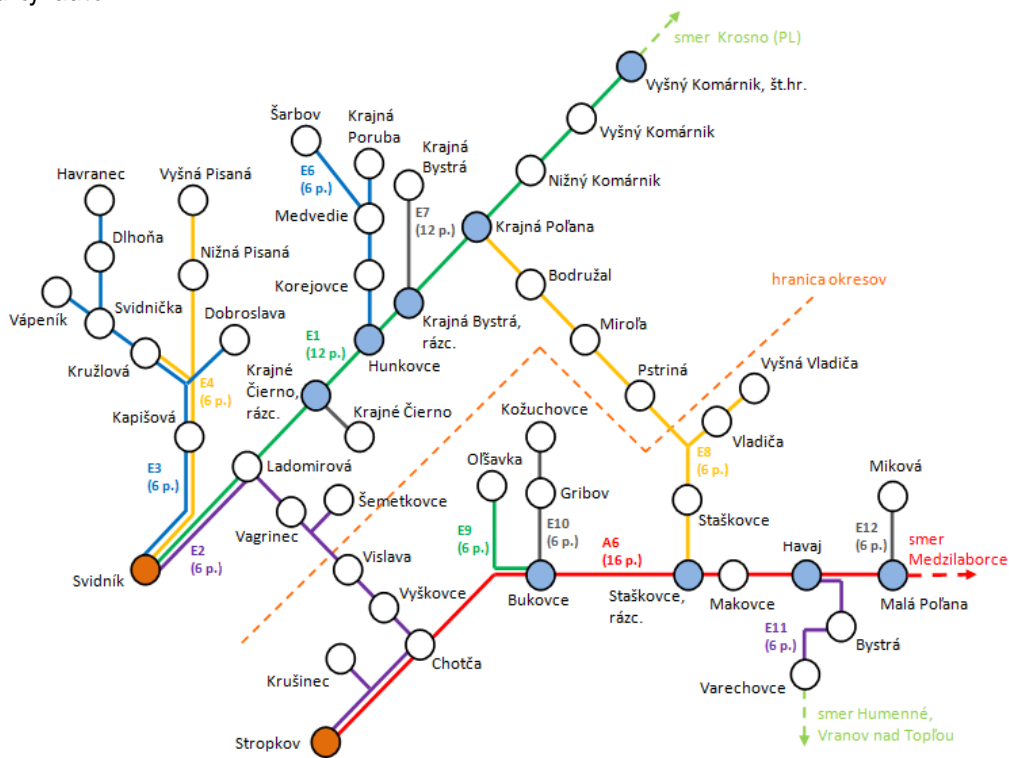 smer Krosno (PL)
Vyšný Komárnik, št.hr.
Šarbov
Krajná
Poruba
Vyšný Komárnik
Krajná
Bystrá
E6
(6 p.)
Havranec
Vyšná Pisaná
Nižný Komárnik
E7
(12 p.)
Medvedie
Krajná Poľana
Dlhoňa
Nižná Pisaná
Bodružal
hranica okresov
Korejovce
Svidnička
Dobroslava
Vápeník
Krajná Bystrá,
rázc.
Miroľa
E1
(12 p.)
Hunkovce
Vyšná Vladiča
Kružlová
Krajné
Čierno,
rázc.
E4
(6 p.)
Pstriná
Kožuchovce
Kapišová
Krajné Čierno
Vladiča
Oľšavka
Ladomirová
E8
(6 p.)
Miková
E3
(6 p.)
Šemetkovce
Gribov
Staškovce
Vagrinec
E9
(6 p.)
E10
(6 p.)
A6
(16 p.)
E12
(6 p.)
smer
Medzilaborce
E2
(6 p.)
Vislava
Havaj
Svidník
Vyškovce
Bukovce
Staškovce,
rázc.
Makovce
Malá Poľana
E11
(6 p.)
Bystrá
Chotča
Krušinec
Varechovce
smer Humenné,
Vranov nad Topľou
Stropkov